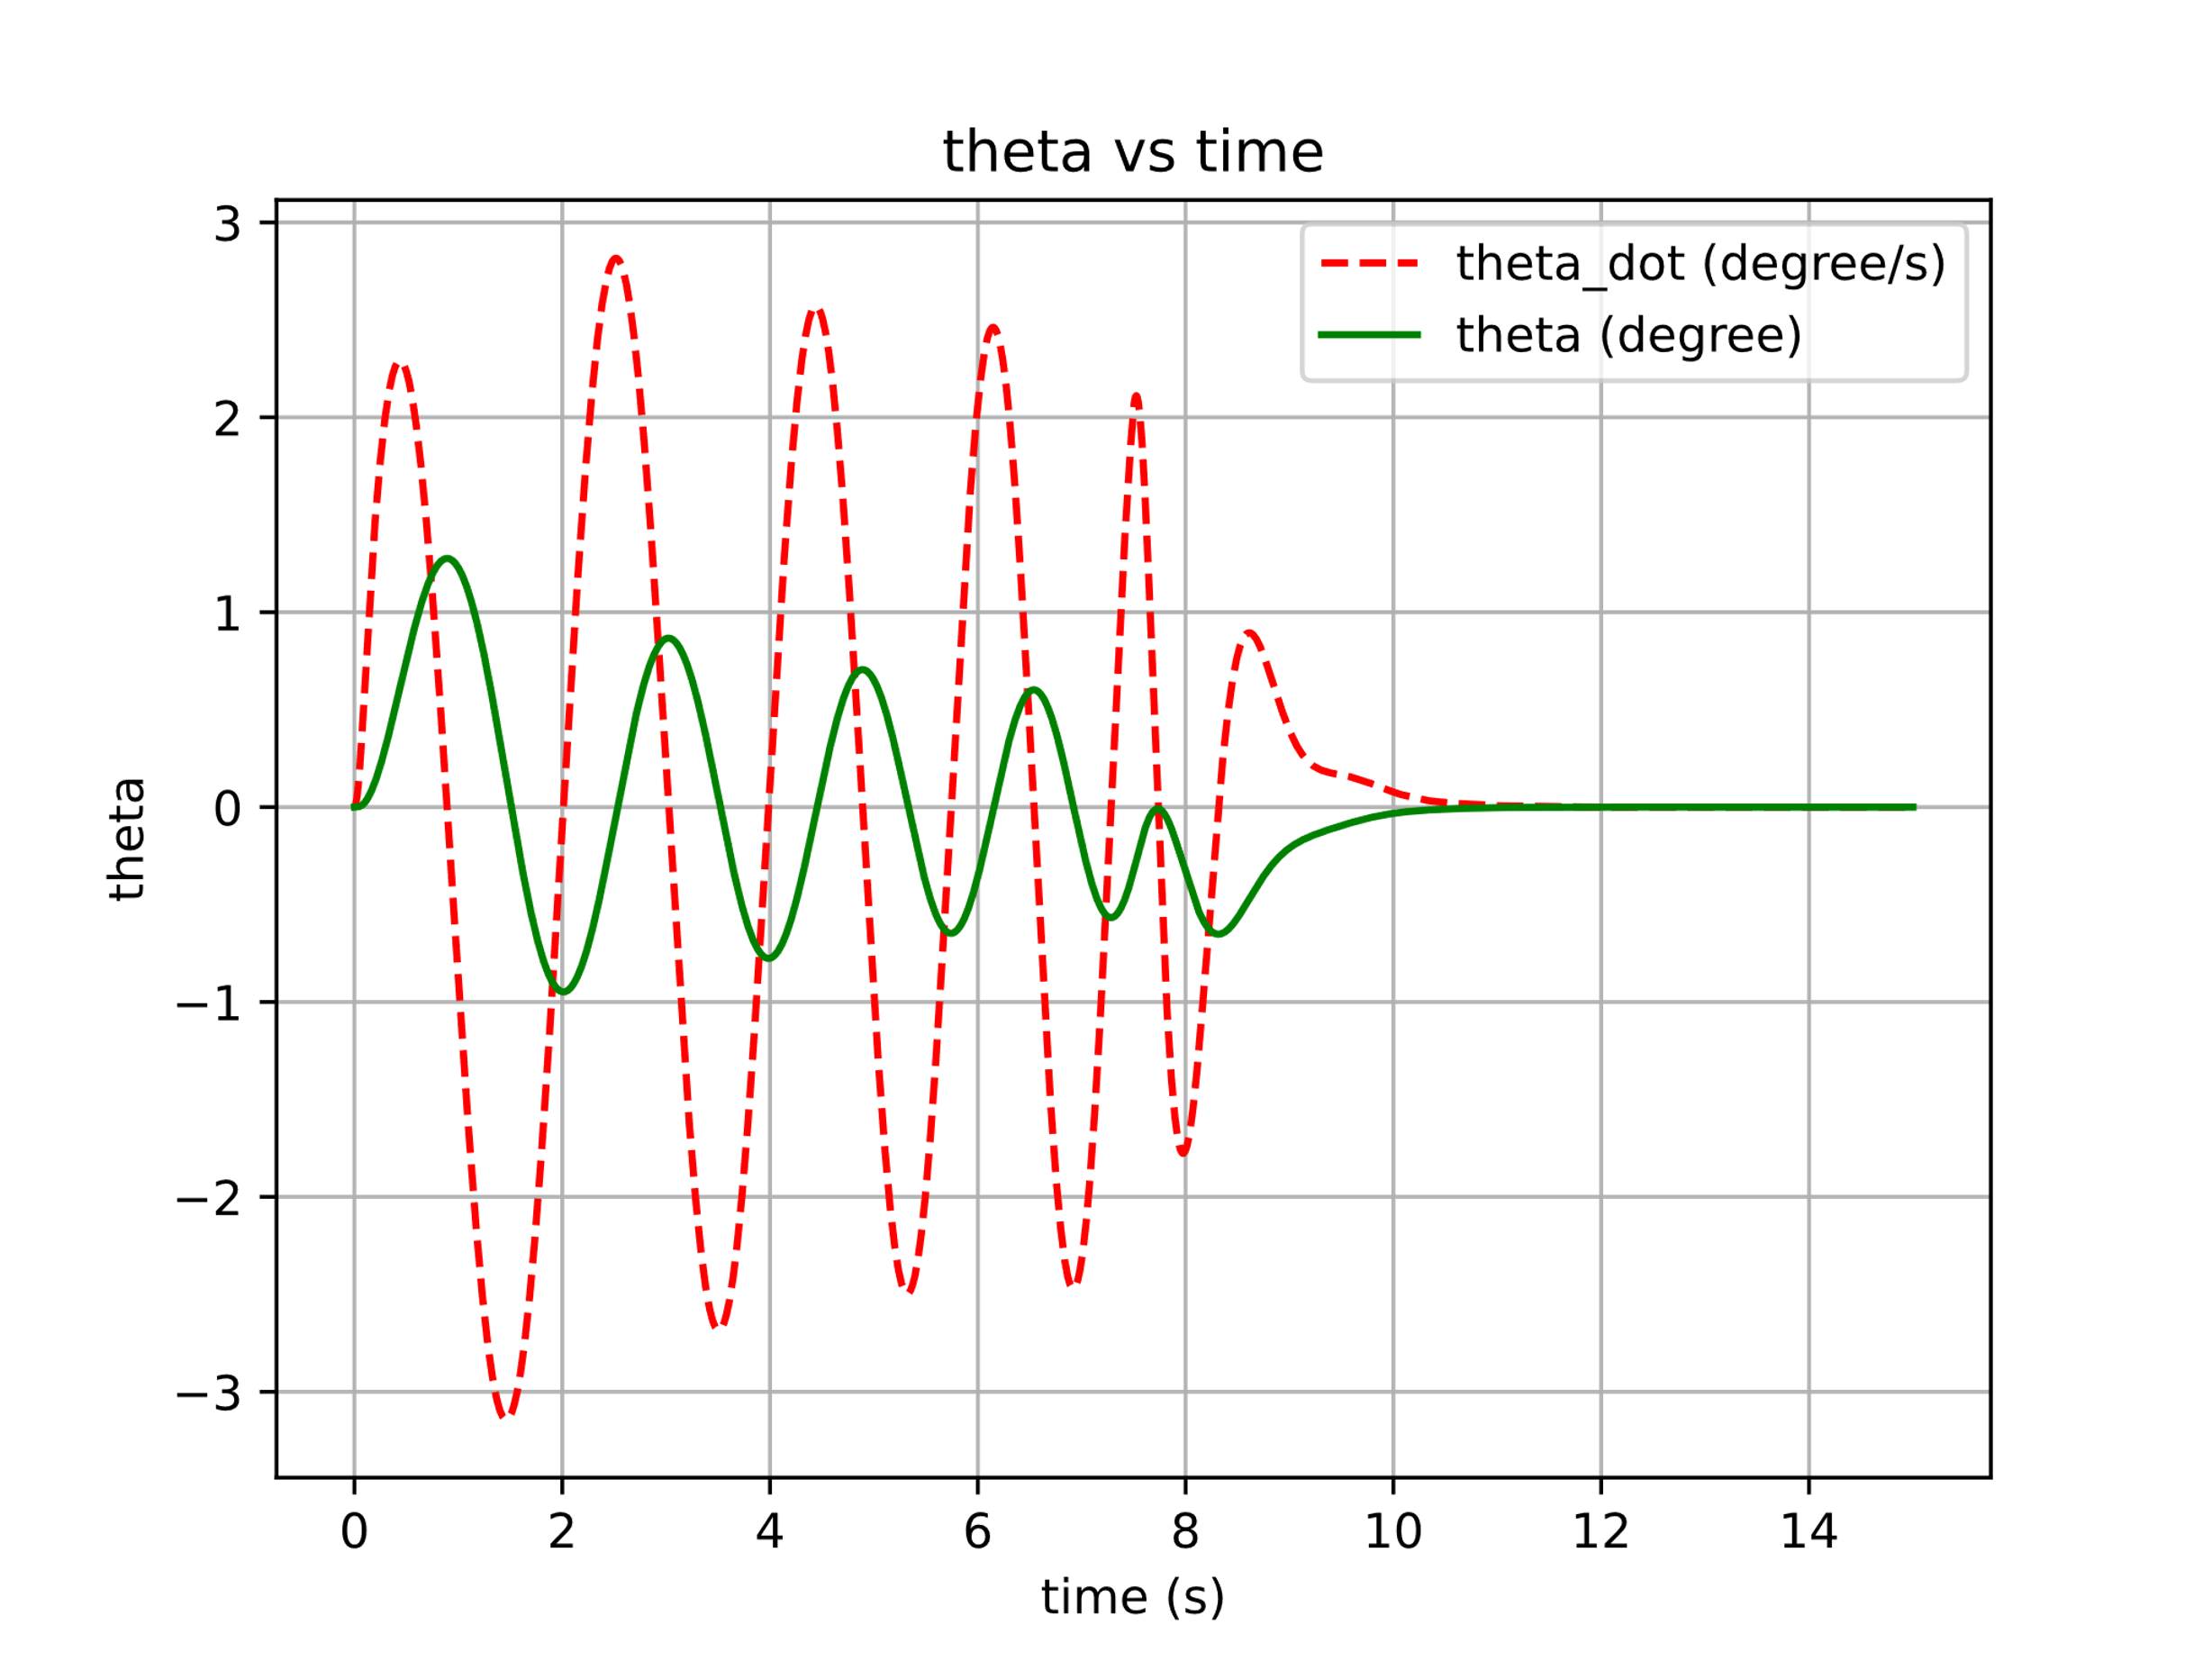 theta vs time
3
2
1
0
−1
−2
−3
theta
theta_dot (degree/s)
theta (degree)
0 2 4 6 8 10 12 14
time (s)